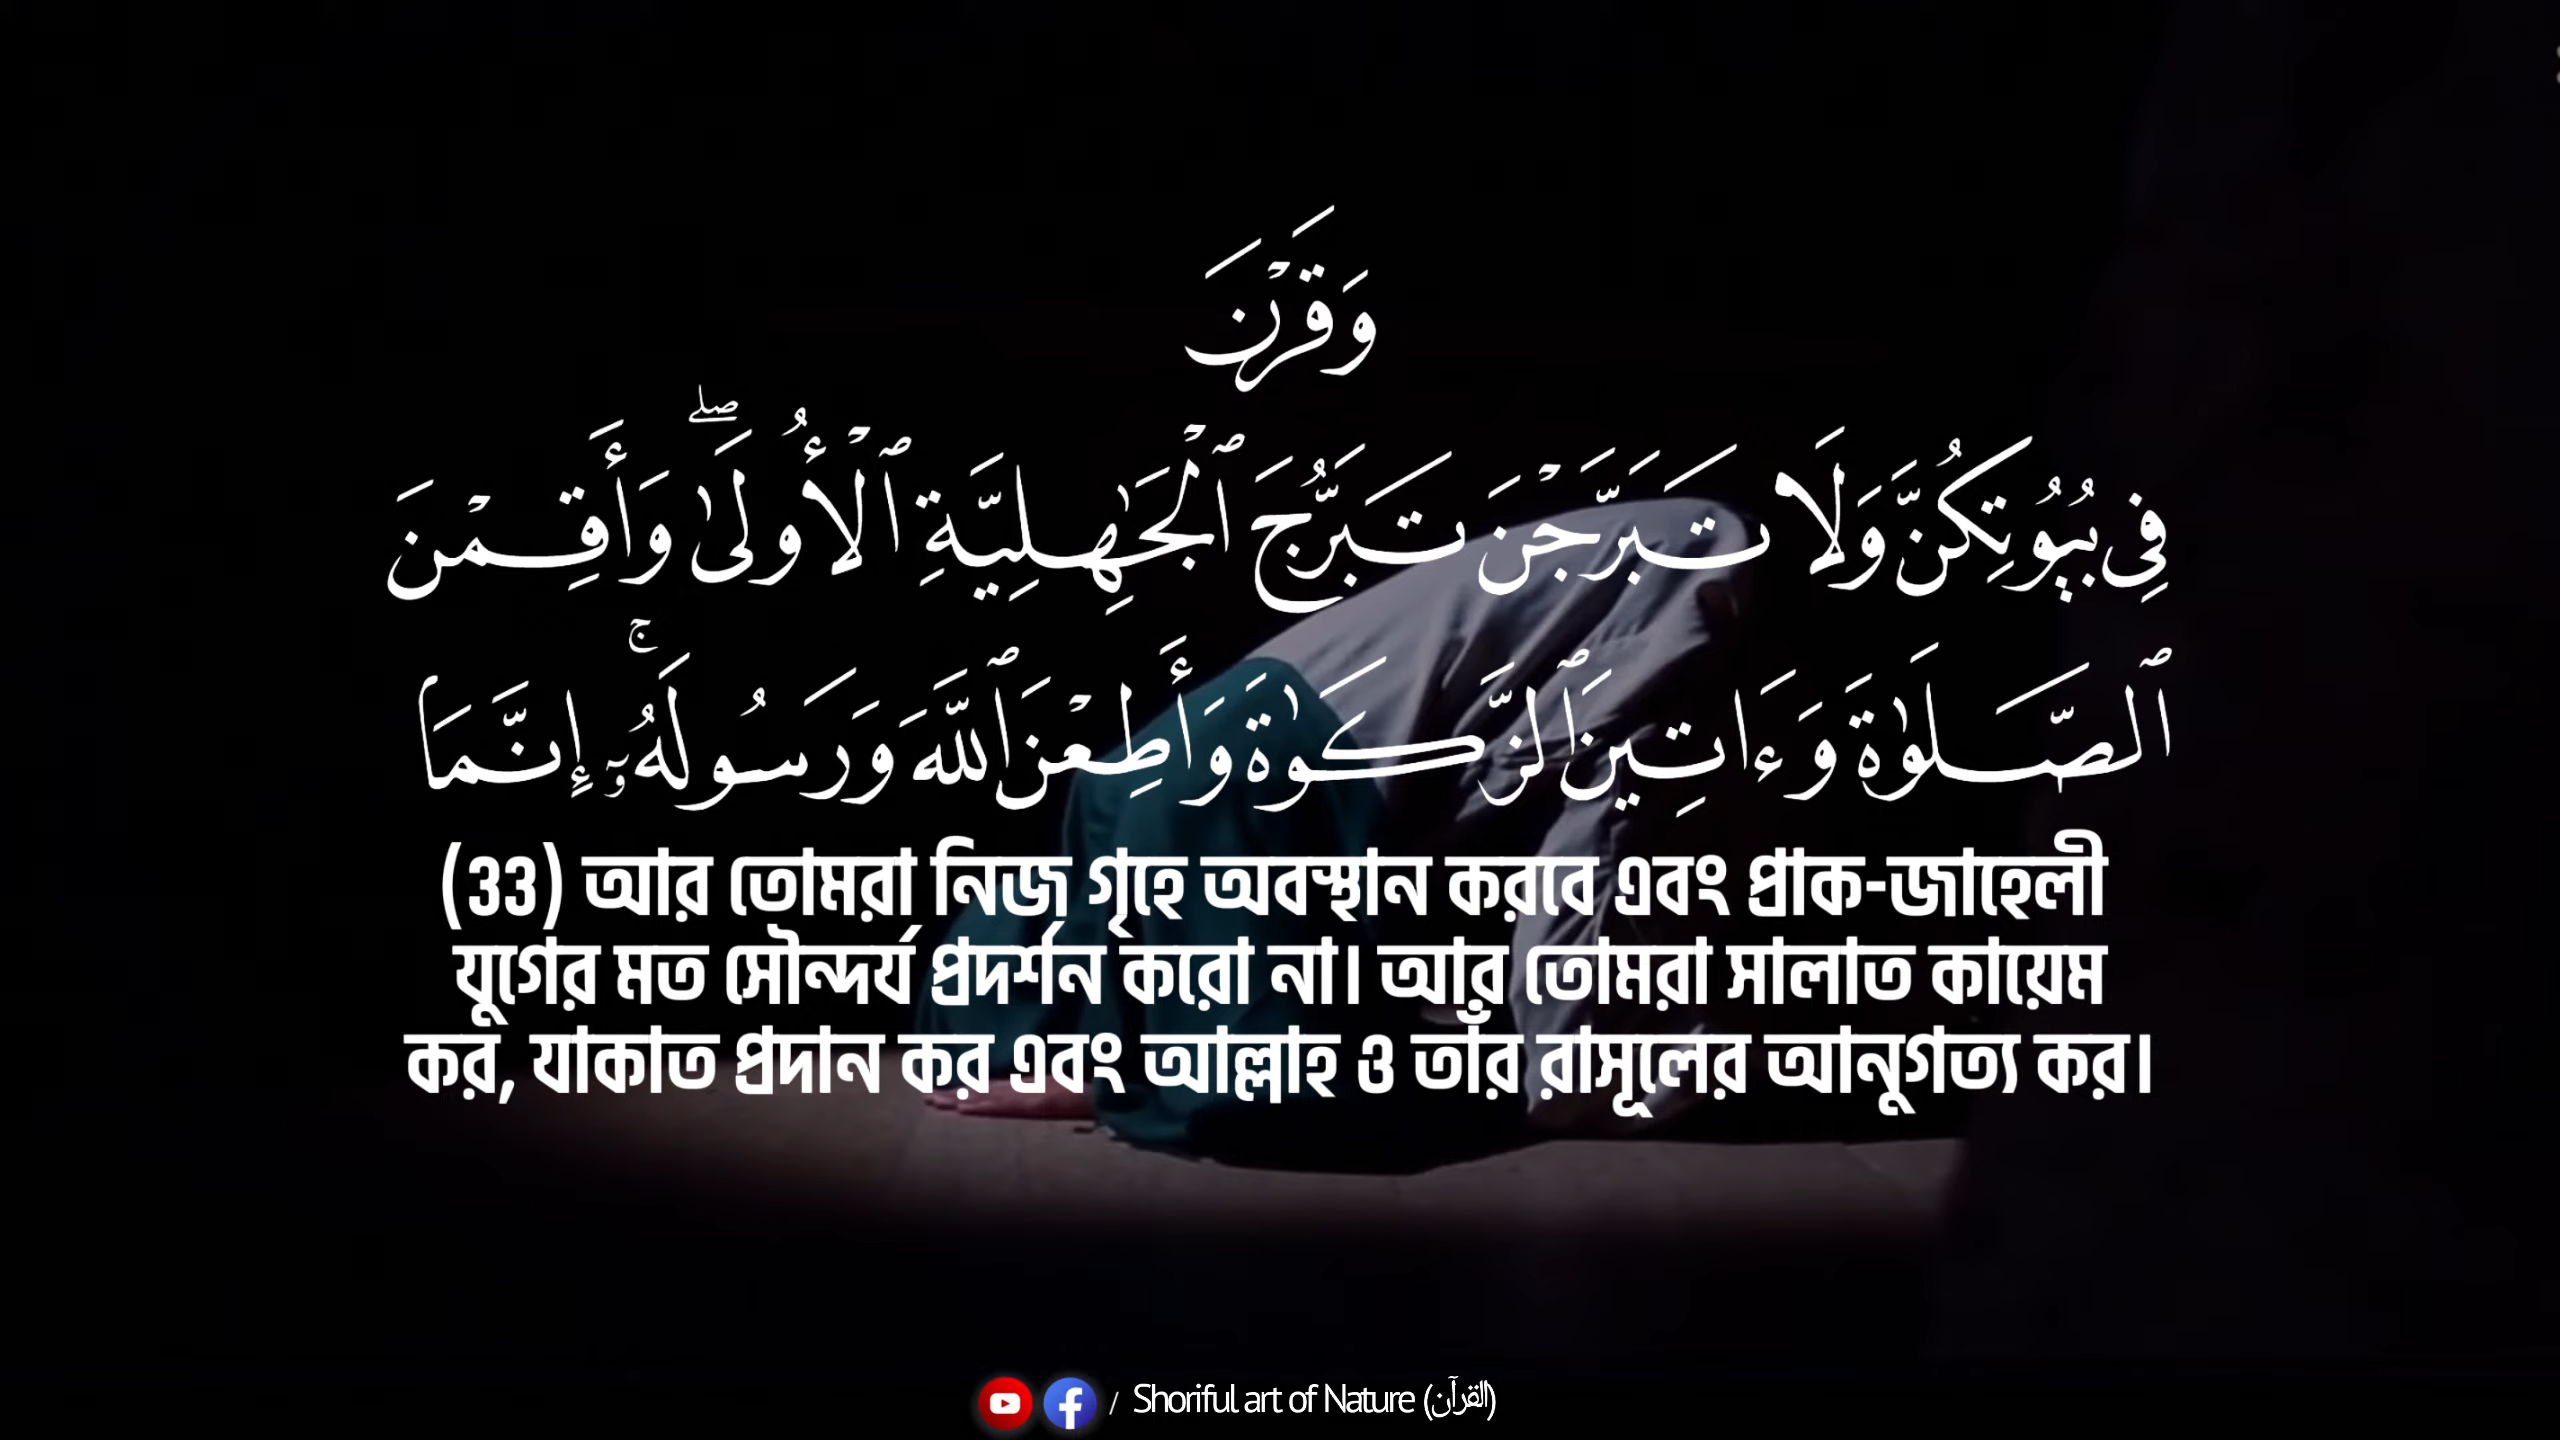 وَقَرْنَ
فِي بُيُوتِكُنَّ وَلَا تَبَرَّجْنَ تَبَرُّجَ ٱلْجَٰهِلِيَّةِ ٱلْأُولَىٰ ۖ وَأَقِمْنَ
ٱلصَّلَوٰةَ وَءَاتِينَ ٱلزَّكَوٰةَ وَأَطِعْنَ ٱللَّهَ وَرَسُولَهُۥٓ ۚ إِنَّمَا
(৩৩) আর তোমরা নিজ গৃহে অবস্থান করবে এবং প্রাক-জাহেলী
যুগের মত সৌন্দর্য প্রদর্শন করো না। আর তোমরা সালাত কায়েম
কর, যাকাত প্রদান কর এবং আল্লাহ ও তাঁর রাসূলের আনুগত্য কর।
/ Shoriful art of Nature (القرآن)